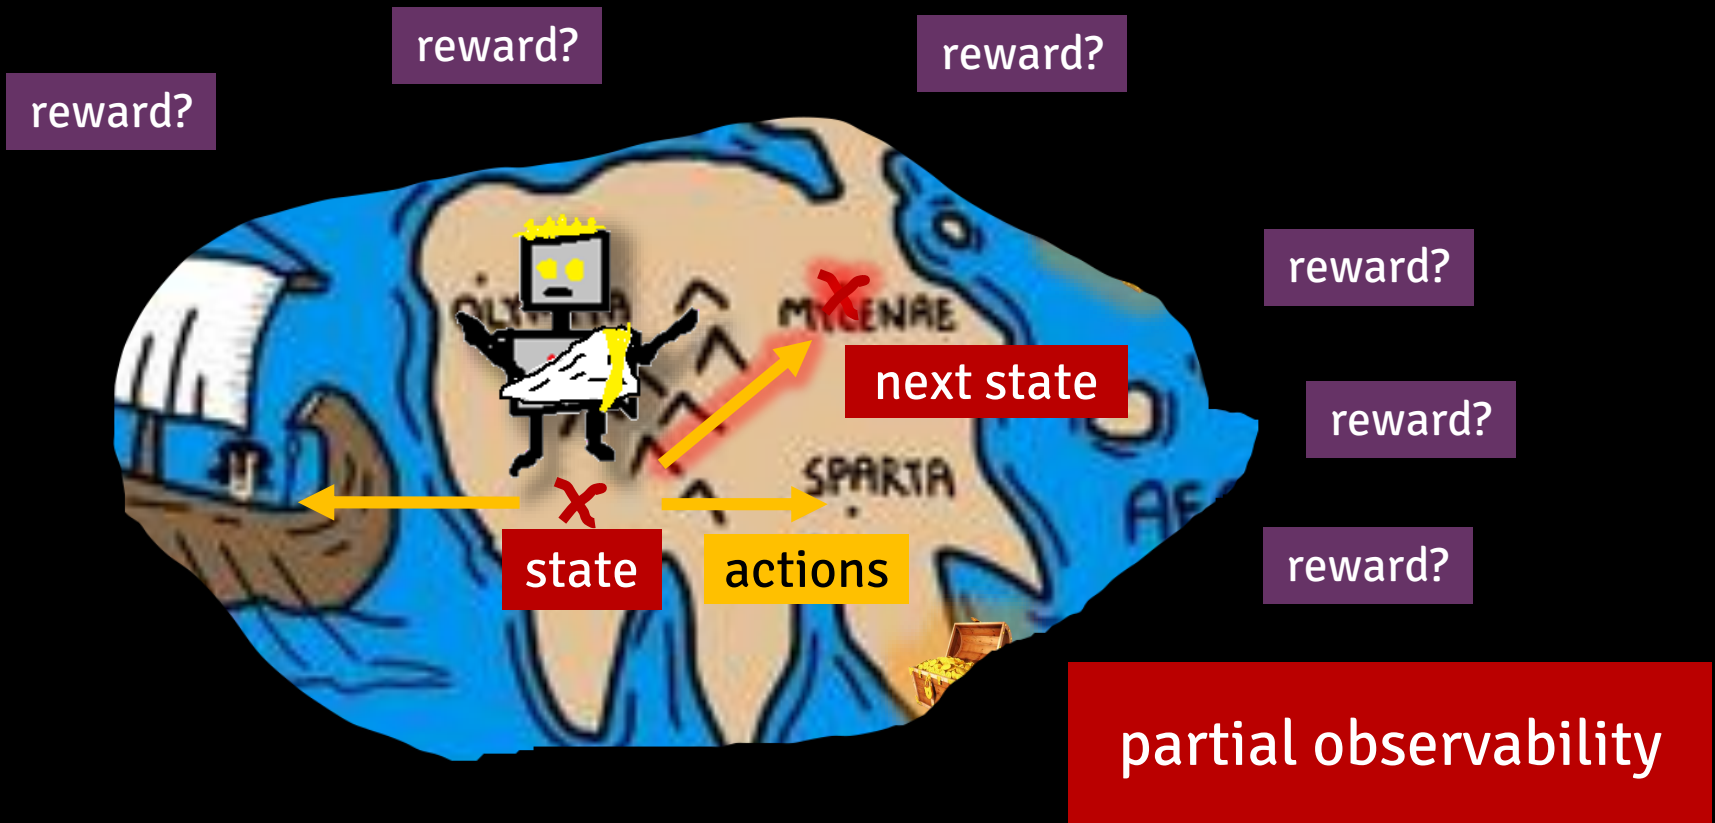 reward?
reward?
reward?
reward?
MYCENAE
next state
reward?
SPARTA
state
actions
reward?
partial observability